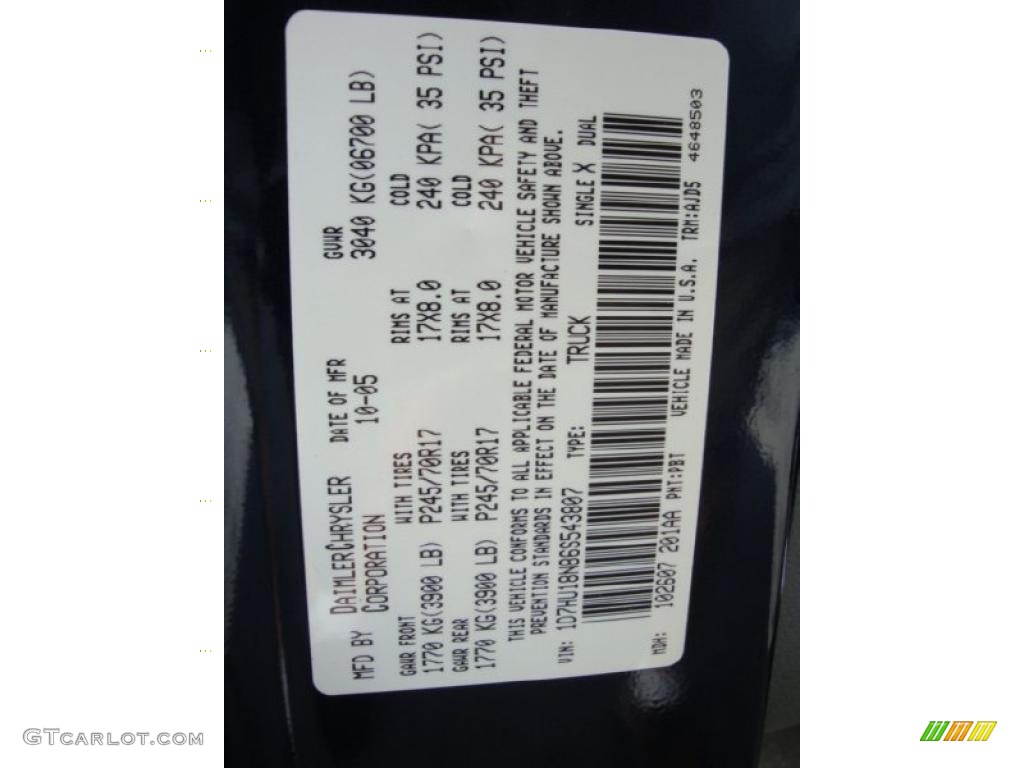 MFD BY DAIMLERCHRYSLER CORPORATION
DATE OF MFR
10-05
GVWR
3040 KG(06700 LB)
GAWR FRONT WITH TIRES RIMS AT COLD
1770 KG(3900 LB) P245/70R17 17X8.0 240 KPA( 35 PSI)
GAWR REAR WITH TIRES RIMS AT COLD
1770 KG(3900 LB) P245/70R17 17X8.0 240 KPA( 35 PSI)
THIS VEHICLE CONFORMS TO ALL APPLICABLE FEDERAL MOTOR VEHICLE SAFETY AND THEFT
PREVENTION STANDARDS IN EFFECT ON THE DATE OF MANUFACTURE SHOWN ABOVE.
VIN: 1D7HU18N86S543807 TYPE: TRUCK SINGLE X DUAL
MDH: 102607 201AA PNT:PBT VEHICLE MADE IN U.S.A. TRM:AJD5 4648503
GTCarLot.com